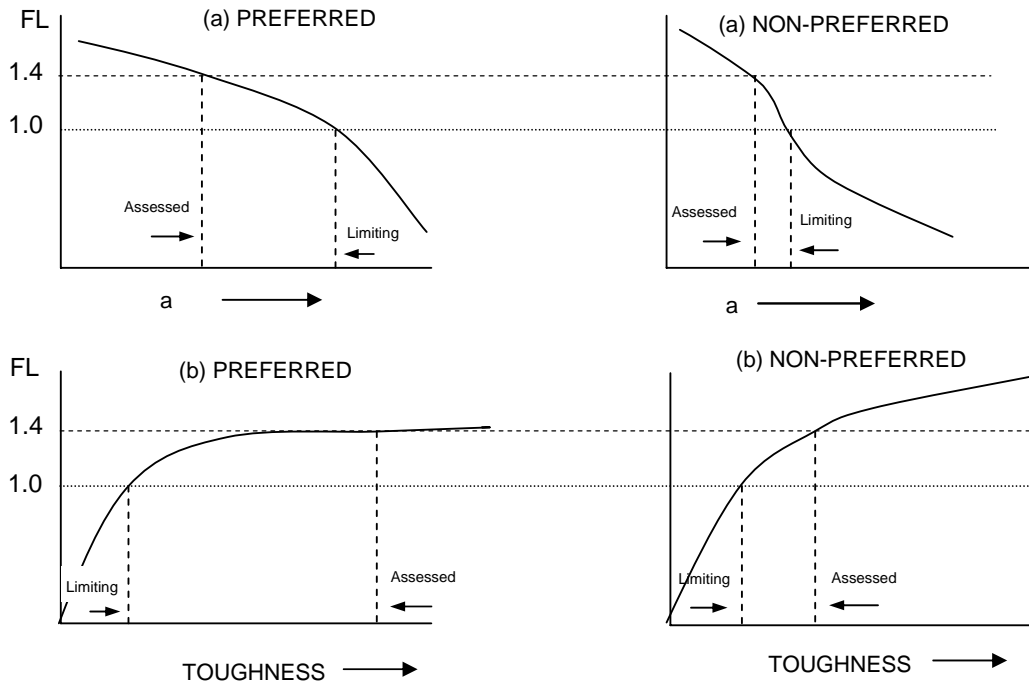 FL
(a) PREFERRED
(a) NON-PREFERRED
1.4
1.0
Assessed
Limiting
Assessed
Limiting
a
a
FL
(b) PREFERRED
(b) NON-PREFERRED
1.4
1.0
Limiting
Assessed
Limiting
Assessed
TOUGHNESS
TOUGHNESS